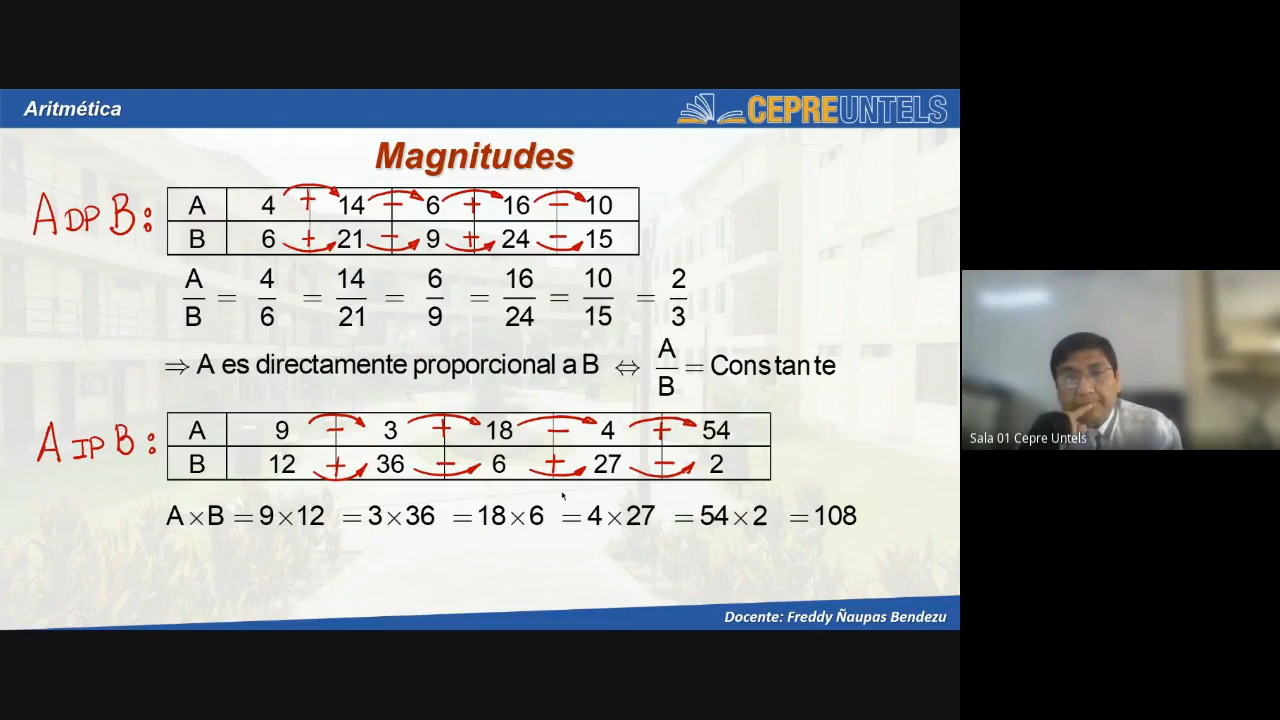 Aritmética
CEPREUNTELS
Magnitudes
A DP B:
A 4 + 14 − 6 + 16 − 10
B 6 + 21 − 9 + 24 − 15
A/B = 4/6 = 14/21 = 6/9 = 16/24 = 10/15 = 2/3
⇒ A es directamente proporcional a B ⇔ A/B = Constante
A IP B:
A 9 − 3 + 18 − 4 + 54
B 12 + 36 − 6 + 27 − 2
A×B = 9×12 = 3×36 = 18×6 = 4×27 = 54×2 = 108
Sala 01 Cepre Untels
Docente: Freddy Ñaupas Bendezu